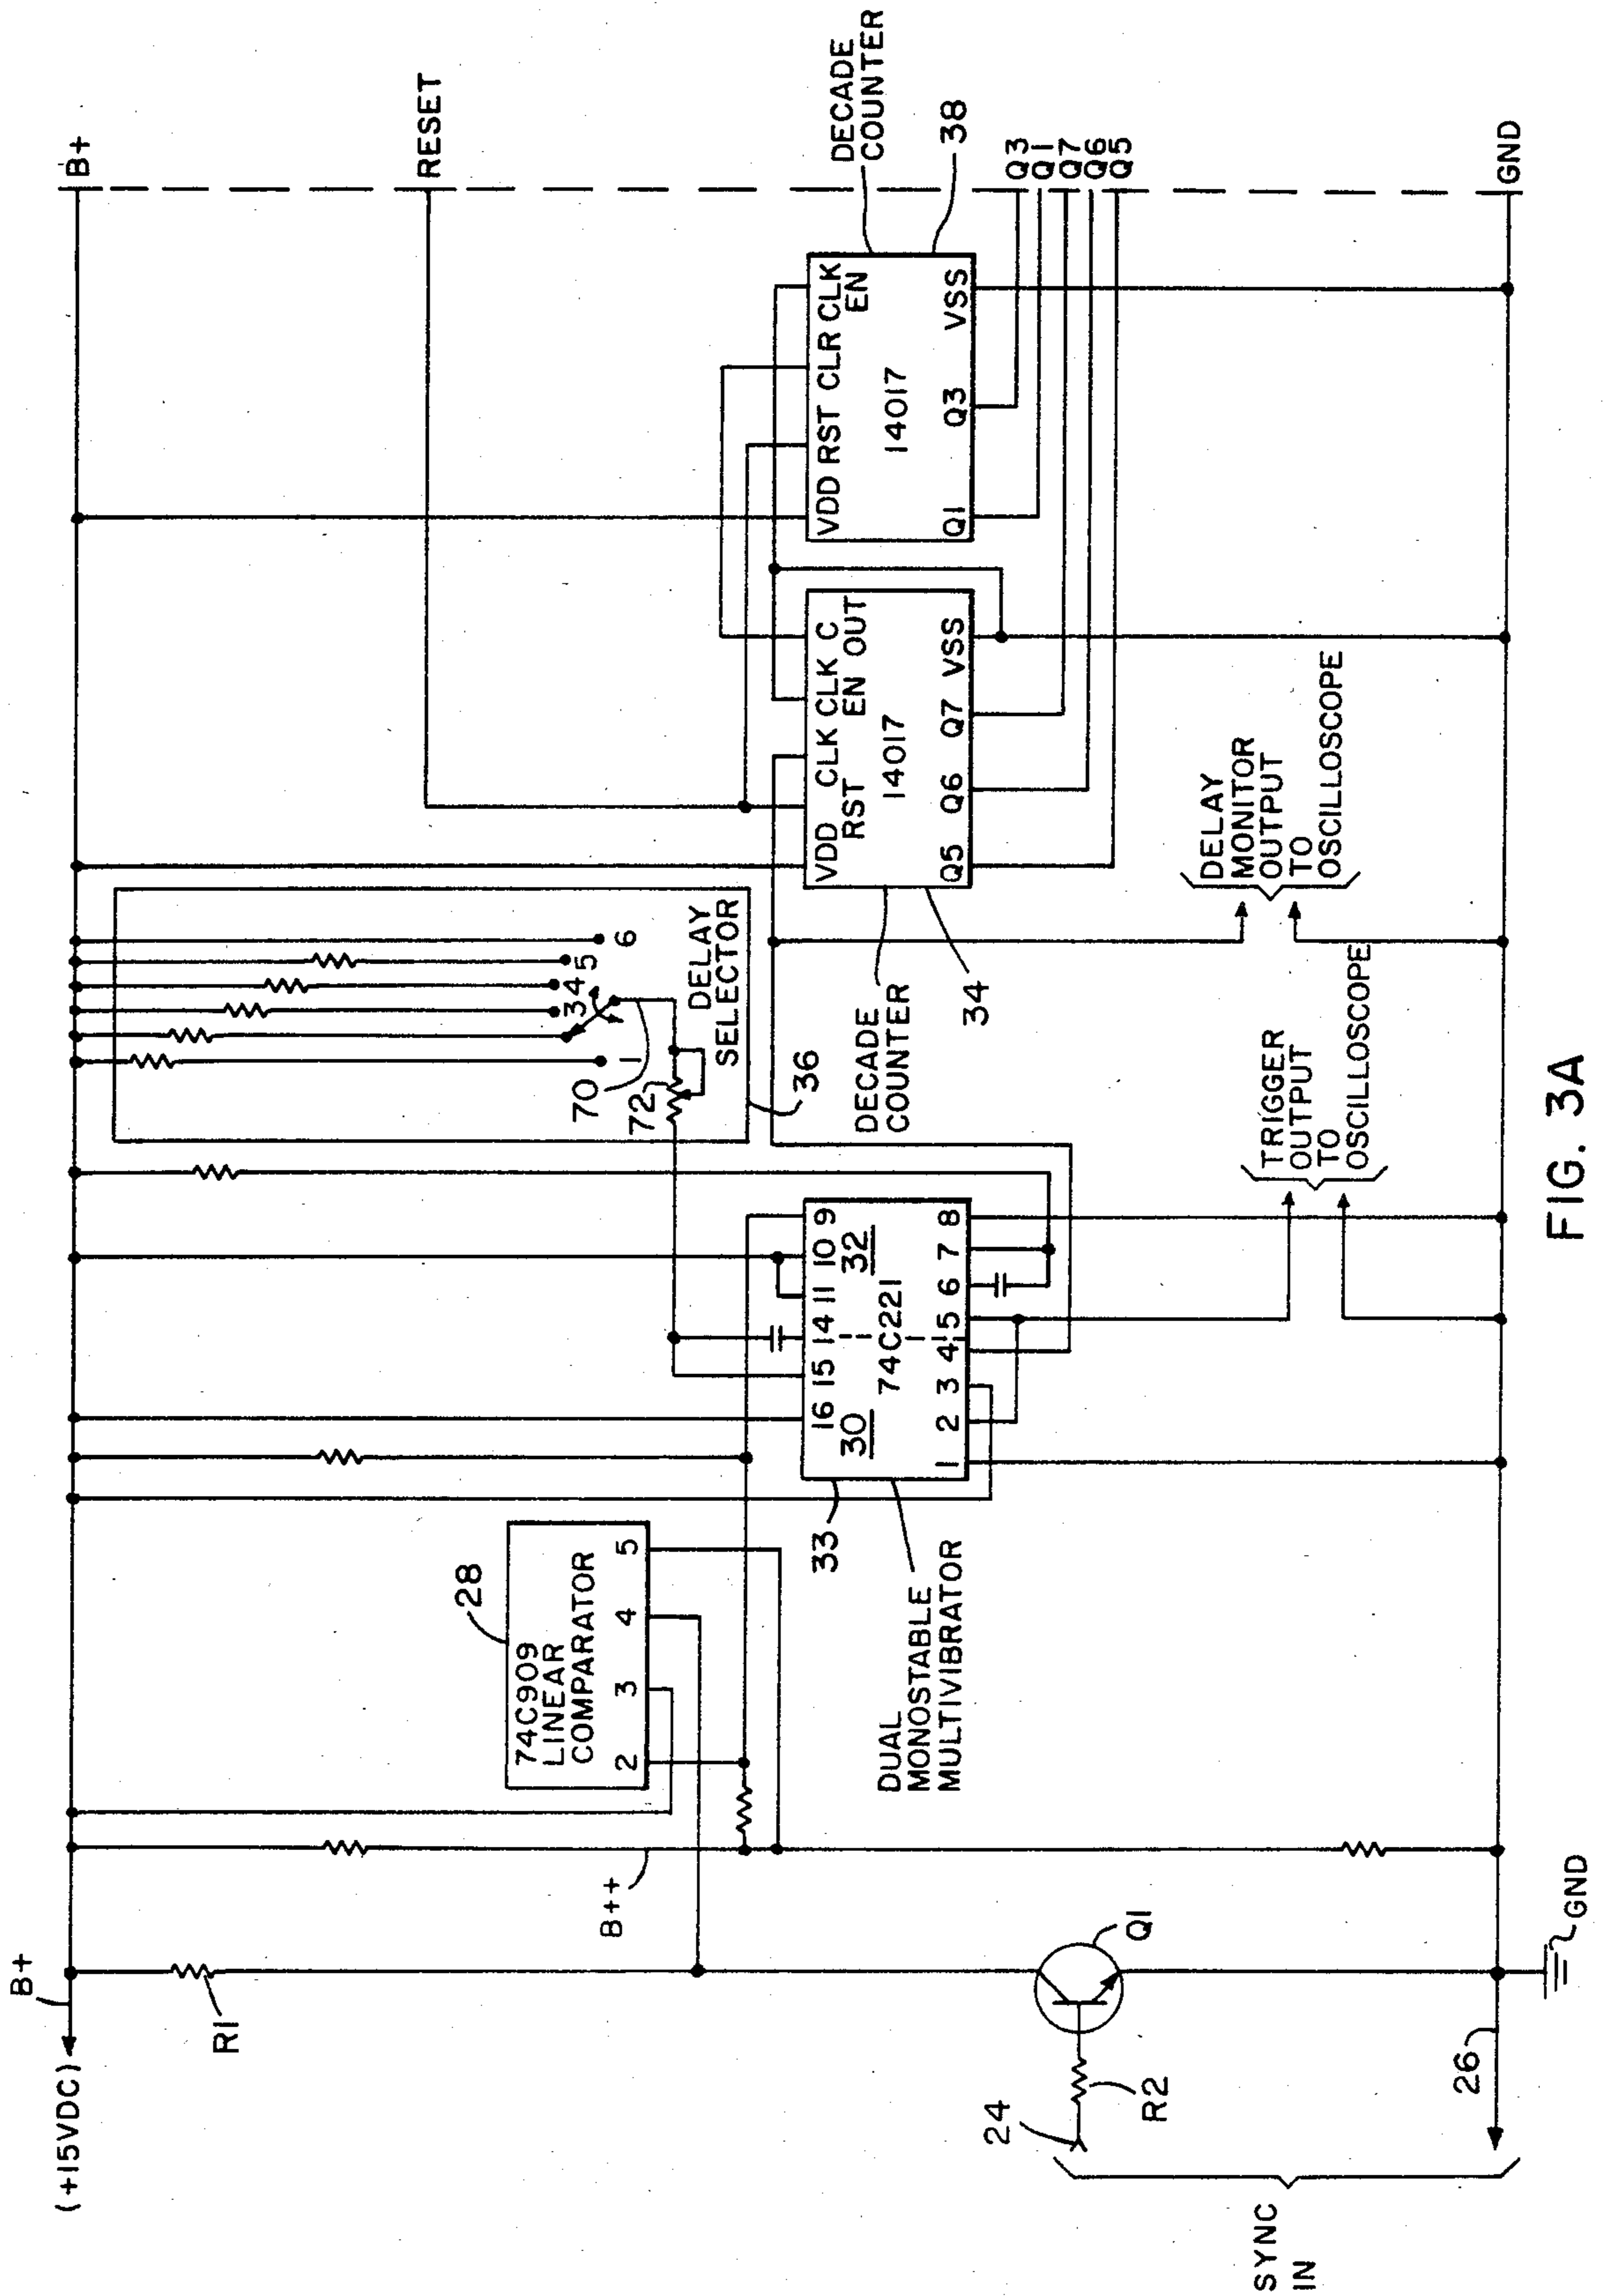 (+15VDC)
B+
R1
B++
SYNC
IN
24
R2
Q1
26
GND
28
74C909
LINEAR
COMPARATOR
2 3 4 5
DUAL
MONOSTABLE
MULTIVIBRATOR
33
16 15 14 11 10 9
30
74C221
32
1 2 3 4 5 6 7 8
TRIGGER
OUTPUT
TO
OSCILLOSCOPE
70
72
1 3 4 5 6
DELAY
SELECTOR
36
DECADE
COUNTER
34
VDD RST CLK CLK EN C OUT
14017
Q5 Q6 Q7 VSS
DELAY
MONITOR
OUTPUT
TO
OSCILLOSCOPE
VDD RST CLR CLK EN
14017
Q1 Q3 VSS
DECADE
COUNTER
38
B+
RESET
Q3
Q1
Q7
Q6
Q5
GND
FIG. 3A